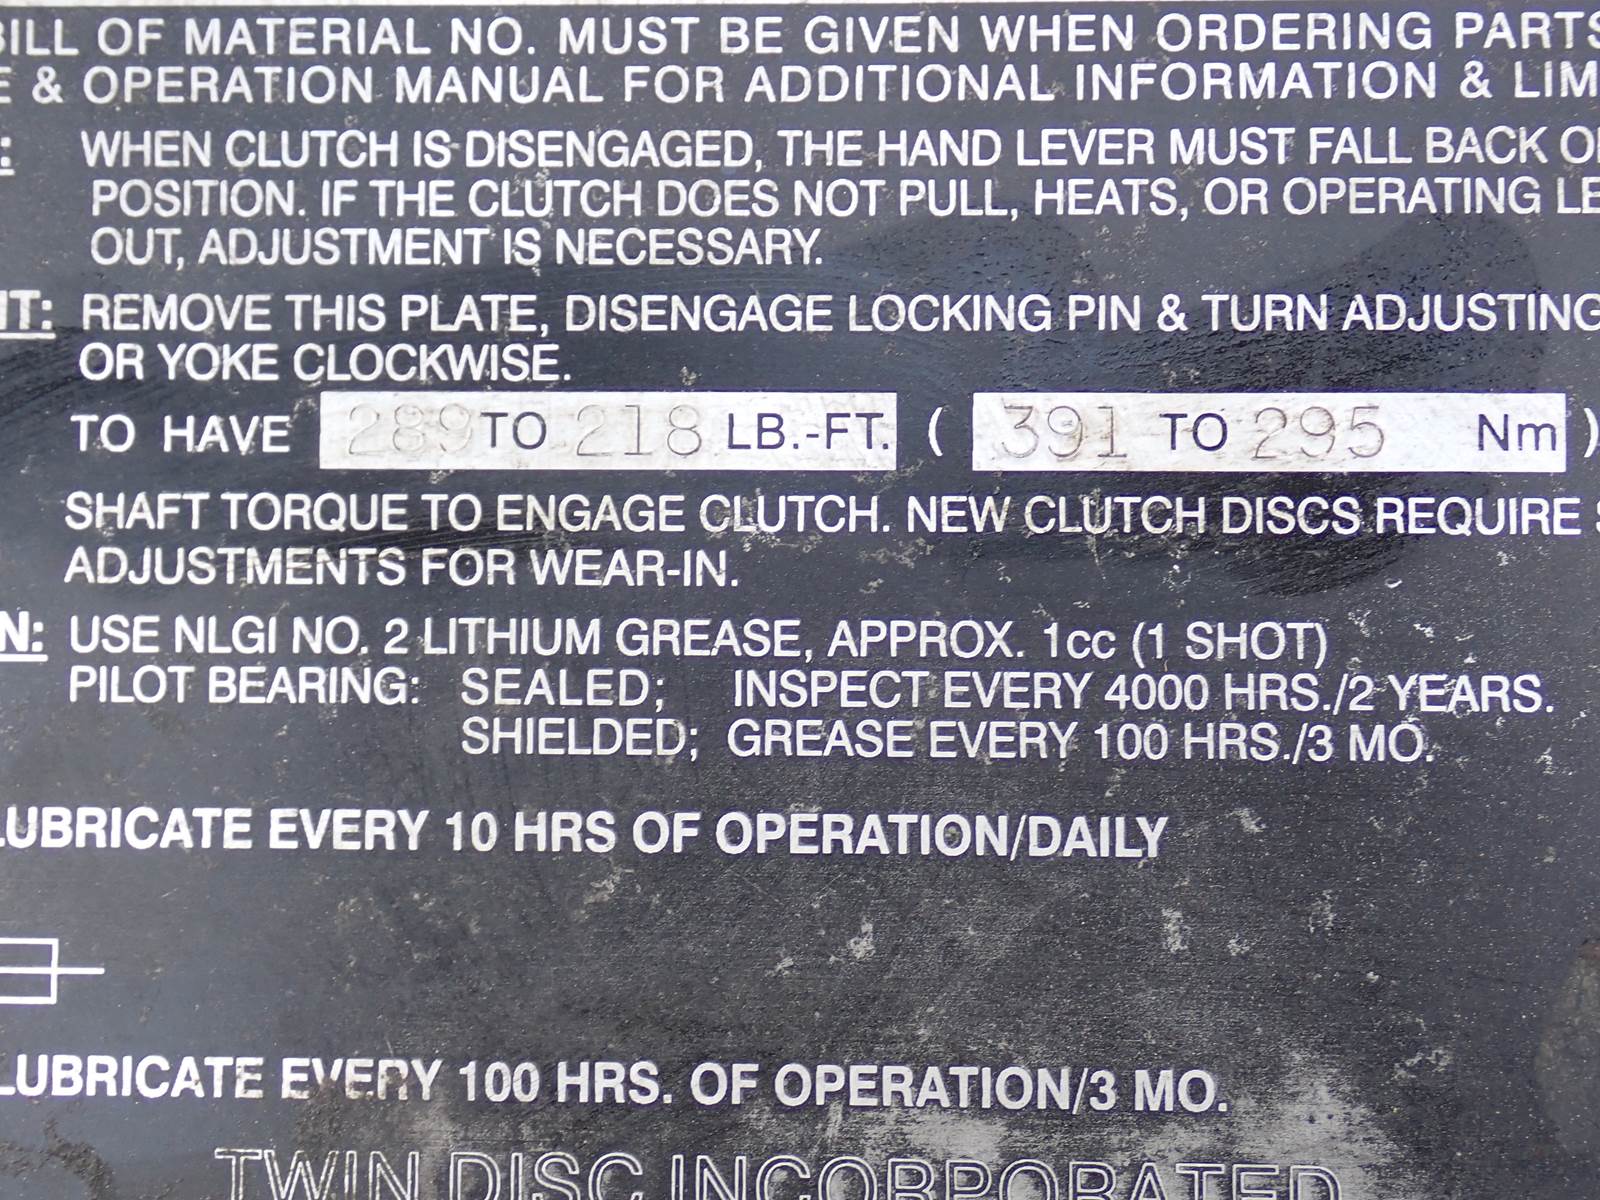 BILL OF MATERIAL NO. MUST BE GIVEN WHEN ORDERING PARTS
E & OPERATION MANUAL FOR ADDITIONAL INFORMATION & LIM
: WHEN CLUTCH IS DISENGAGED, THE HAND LEVER MUST FALL BACK
POSITION. IF THE CLUTCH DOES NOT PULL, HEATS, OR OPERATING LE
OUT, ADJUSTMENT IS NECESSARY.
IT: REMOVE THIS PLATE, DISENGAGE LOCKING PIN & TURN ADJUSTING
OR YOKE CLOCKWISE.
TO HAVE 289 TO 218 LB.-FT. ( 391 TO 295 Nm )
SHAFT TORQUE TO ENGAGE CLUTCH. NEW CLUTCH DISCS REQUIRE
ADJUSTMENTS FOR WEAR-IN.
N: USE NLGI NO. 2 LITHIUM GREASE, APPROX. 1cc (1 SHOT)
PILOT BEARING: SEALED; INSPECT EVERY 4000 HRS./2 YEARS.
SHIELDED; GREASE EVERY 100 HRS./3 MO.
LUBRICATE EVERY 10 HRS OF OPERATION/DAILY
LUBRICATE EVERY 100 HRS. OF OPERATION/3 MO.
TWIN DISC INCORPORATED